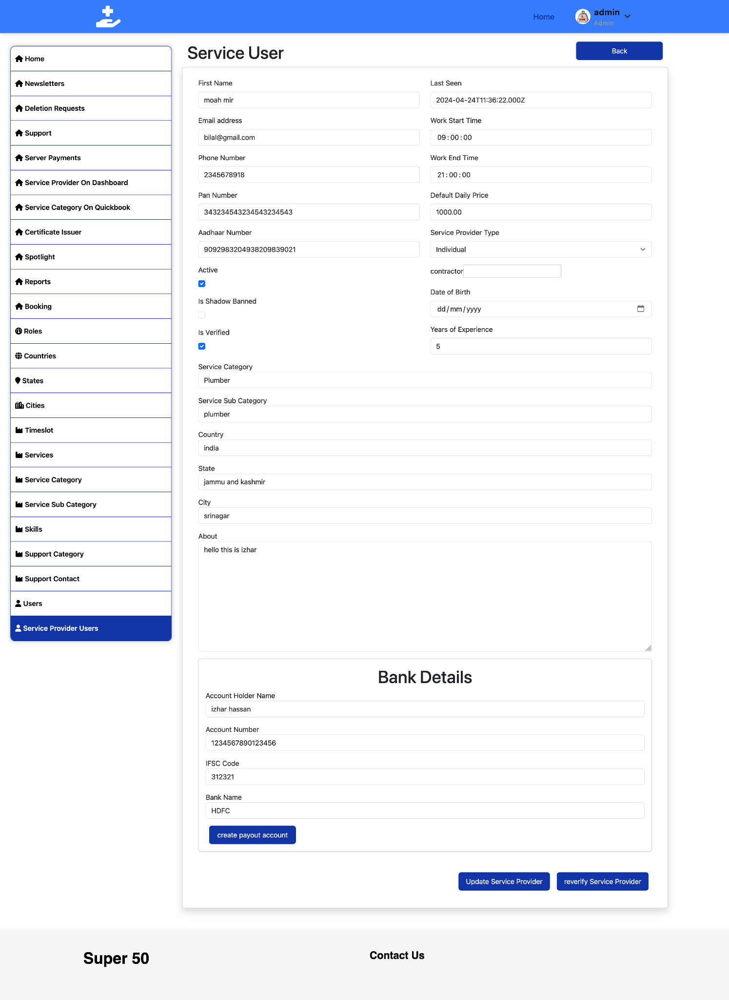 Home
admin
Admin
Home
Newsletters
Deletion Requests
Support
Server Payments
Service Provider On Dashboard
Service Category On Quickbook
Certificate Issuer
Spotlight
Reports
Booking
Roles
Countries
States
Cities
Timeslot
Services
Service Category
Service Sub Category
Skills
Support Category
Support Contact
Users
Service Provider Users
Service User
Back
First Name
moah mir
Email address
bilal@gmail.com
Phone Number
2345678918
Pan Number
343234543234543234543
Aadhaar Number
9092983204938209839021
Active
Is Shadow Banned
Is Verified
Last Seen
2024-04-24T11:36:22.000Z
Work Start Time
09:00:00
Work End Time
21:00:00
Default Daily Price
1000.00
Service Provider Type
Individual
contractor
Date of Birth
dd/mm/yyyy
Years of Experience
5
Service Category
Plumber
Service Sub Category
plumber
Country
india
State
jammu and kashmir
City
srinagar
About
hello this is izhar
Bank Details
Account Holder Name
izhar hassan
Account Number
1234567890123456
IFSC Code
312321
Bank Name
HDFC
create payout account
Update Service Provider
reverify Service Provider
Super 50
Contact Us